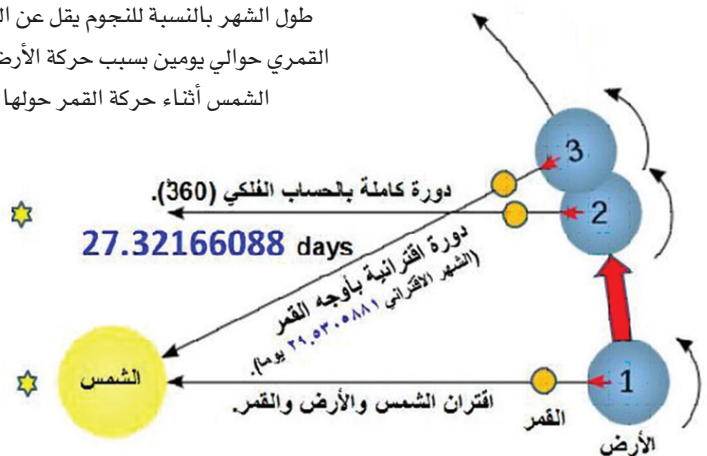 طول الشهر بالنسبة للنجوم يقل عن
القمري حوالي يومين بسبب حركة
الشمس أثناء حركة القمر حولها
3
دورة كاملة بالحساب الفلكي (360).
2
27.32166088 days
دورة اقترانية بأوجه القمر
(الشهر الاقتراني ٢٩.٥٣٠٥٨٨١ يوما).
الشمس
1
اقتران الشمس والأرض والقمر.
القمر
الأرض